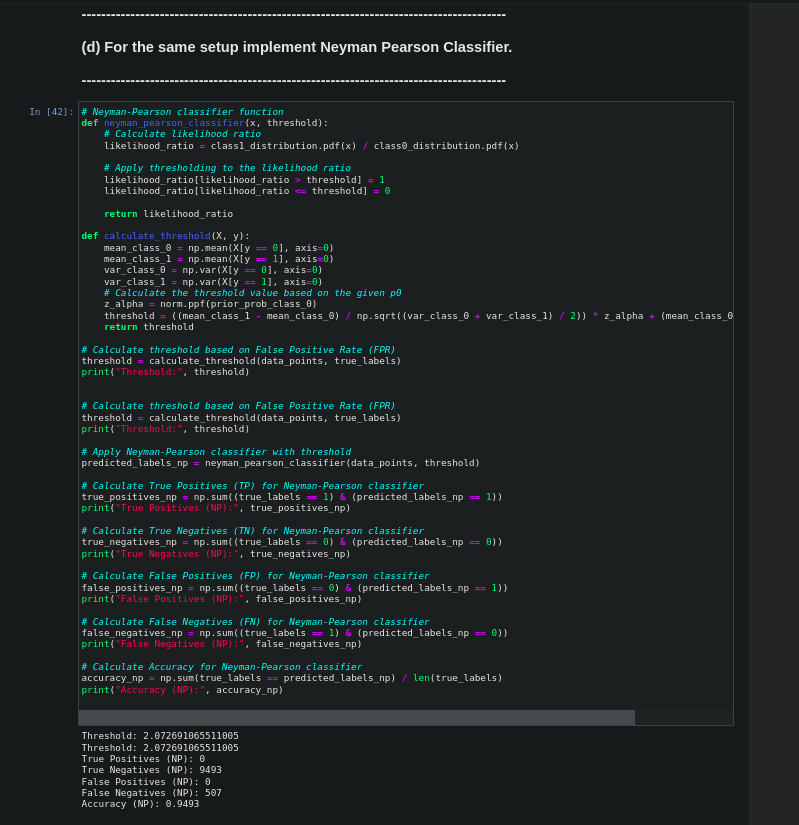 --------------------------------------------------------------------------------------
(d) For the same setup implement Neyman Pearson Classifier.
--------------------------------------------------------------------------------------
In [42]:
# Neyman-Pearson classifier function
def neyman_pearson_classifier(x, threshold):
    # Calculate likelihood ratio
    likelihood_ratio = class1_distribution.pdf(x) / class0_distribution.pdf(x)

    # Apply thresholding to the likelihood ratio
    likelihood_ratio[likelihood_ratio > threshold] = 1
    likelihood_ratio[likelihood_ratio <= threshold] = 0

    return likelihood_ratio

def calculate_threshold(X, y):
    mean_class_0 = np.mean(X[y == 0], axis=0)
    mean_class_1 = np.mean(X[y == 1], axis=0)
    var_class_0 = np.var(X[y == 0], axis=0)
    var_class_1 = np.var(X[y == 1], axis=0)
    # Calculate the threshold value based on the given p0
    z_alpha = norm.ppf(prior_prob_class_0)
    threshold = ((mean_class_1 - mean_class_0) / np.sqrt((var_class_0 + var_class_1) / 2)) * z_alpha + (mean_class_0
    return threshold

# Calculate threshold based on False Positive Rate (FPR)
threshold = calculate_threshold(data_points, true_labels)
print("Threshold:", threshold)

# Calculate threshold based on False Positive Rate (FPR)
threshold = calculate_threshold(data_points, true_labels)
print("Threshold:", threshold)

# Apply Neyman-Pearson classifier with threshold
predicted_labels_np = neyman_pearson_classifier(data_points, threshold)

# Calculate True Positives (TP) for Neyman-Pearson classifier
true_positives_np = np.sum((true_labels == 1) & (predicted_labels_np == 1))
print("True Positives (NP):", true_positives_np)

# Calculate True Negatives (TN) for Neyman-Pearson classifier
true_negatives_np = np.sum((true_labels == 0) & (predicted_labels_np == 0))
print("True Negatives (NP):", true_negatives_np)

# Calculate False Positives (FP) for Neyman-Pearson classifier
false_positives_np = np.sum((true_labels == 0) & (predicted_labels_np == 1))
print("False Positives (NP):", false_positives_np)

# Calculate False Negatives (FN) for Neyman-Pearson classifier
false_negatives_np = np.sum((true_labels == 1) & (predicted_labels_np == 0))
print("False Negatives (NP):", false_negatives_np)

# Calculate Accuracy for Neyman-Pearson classifier
accuracy_np = np.sum(true_labels == predicted_labels_np) / len(true_labels)
print("Accuracy (NP):", accuracy_np)

Threshold: 2.072691065511005
Threshold: 2.072691065511005
True Positives (NP): 0
True Negatives (NP): 9493
False Positives (NP): 0
False Negatives (NP): 507
Accuracy (NP): 0.9493